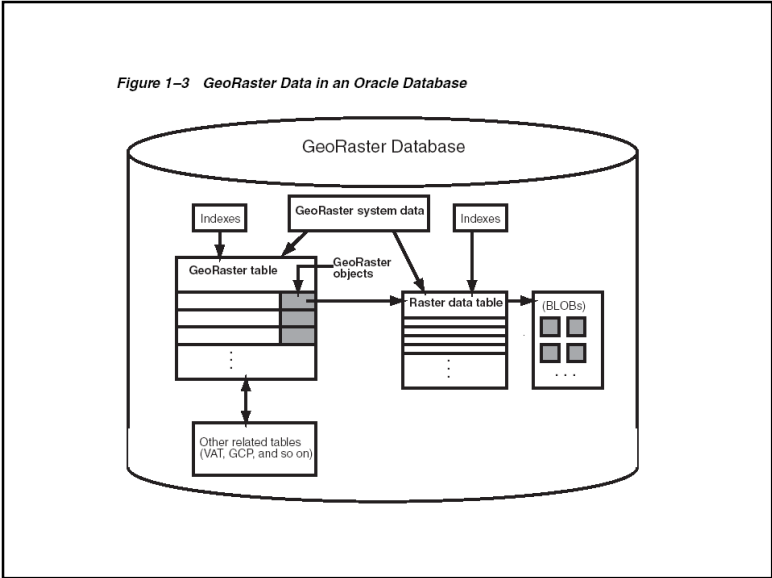 Figure 1–3 GeoRaster Data in an Oracle Database
GeoRaster Database
Indexes
GeoRaster system data
Indexes
GeoRaster table
GeoRaster
objects
Raster data table
(BLOBs)
. . .
Other related tables
(VAT, GCP, and so on)